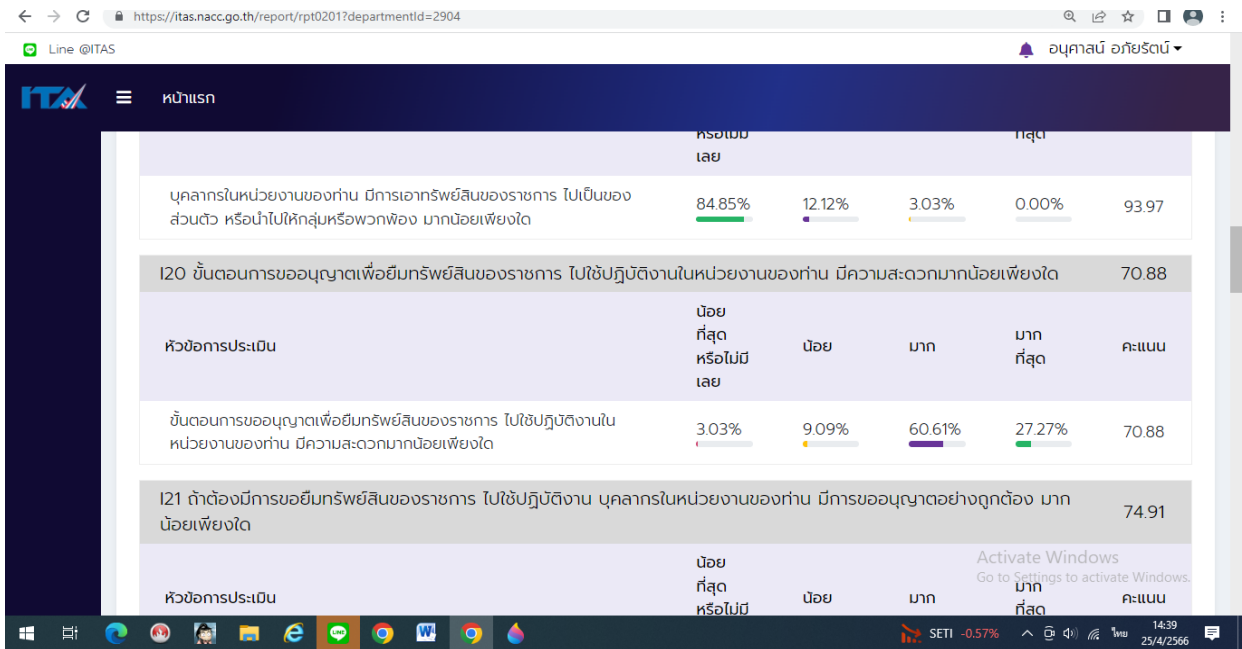 https://itas.nacc.go.th/report/rpt0201?departmentId=2904
Line @ITAS
อนุศาสน์ อภัยรัตน์
ITA
หน้าแรก
หรือไม่มี
ที่สุด
เลย
บุคลากรในหน่วยงานของท่าน มีการเอาทรัพย์สินของราชการ ไปเป็นของ
ส่วนตัว หรือนำไปให้กลุ่มหรือพวกพ้อง มากน้อยเพียงใด
84.85% 12.12% 3.03% 0.00% 93.97
I20 ขั้นตอนการขออนุญาตเพื่อยืมทรัพย์สินของราชการ ไปใช้ปฏิบัติงานในหน่วยงานของท่าน มีความสะดวกมากน้อยเพียงใด 70.88
หัวข้อการประเมิน
น้อย
ที่สุด
หรือไม่มี
เลย
น้อย
มาก
มาก
ที่สุด
คะแนน
ขั้นตอนการขออนุญาตเพื่อยืมทรัพย์สินของราชการ ไปใช้ปฏิบัติงานใน
หน่วยงานของท่าน มีความสะดวกมากน้อยเพียงใด
3.03% 9.09% 60.61% 27.27% 70.88
I21 ถ้าต้องมีการขอยืมทรัพย์สินของราชการ ไปใช้ปฏิบัติงาน บุคลากรในหน่วยงานของท่าน มีการขออนุญาตอย่างถูกต้อง มาก
น้อยเพียงใด
74.91
หัวข้อการประเมิน
น้อย
ที่สุด
หรือไม่มี
น้อย
มาก
มาก
ที่สุด
คะแนน
Activate Windows
Go to Settings to activate Windows.
LINE
SETI -0.57%
ไทย
14:39
25/4/2566